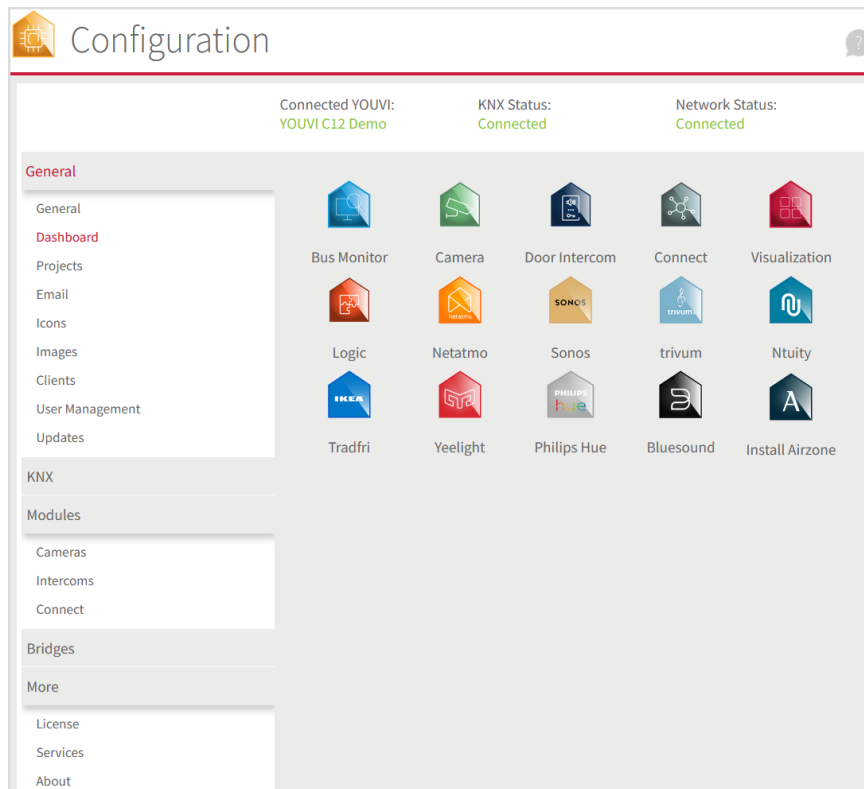 Configuration
?
Connected YOUVI:
YOUVI C12 Demo
KNX Status:
Connected
Network Status:
Connected
General
General
Dashboard
Projects
Email
Icons
Images
Clients
User Management
Updates
KNX
Modules
Cameras
Intercoms
Connect
Bridges
More
License
Services
About
Bus Monitor
Camera
Door Intercom
Connect
Visualization
Logic
Netatmo
Netatmo
SONOS
Sonos
trivum
trivum
Ntuity
IKEA
Tradfri
Yeelight
PHILIPS
hue
Philips Hue
Bluesound
A
Install Airzone